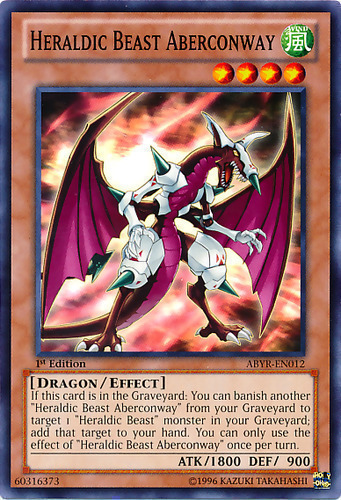 HERALDIC BEAST ABERCONWAY
WIND
風
1st Edition
ABYR-EN012
[DRAGON/EFFECT]
If this card is in the Graveyard: You can banish another
"Heraldic Beast Aberconway" from your Graveyard to
target 1 "Heraldic Beast" monster in your Graveyard;
add that to your hand. You can only use the
effect of "Heraldic Beast Aberconway" once per turn.
ATK/1800 DEF/ 900
60316373
©1996 KAZUKI TAKAHASHI